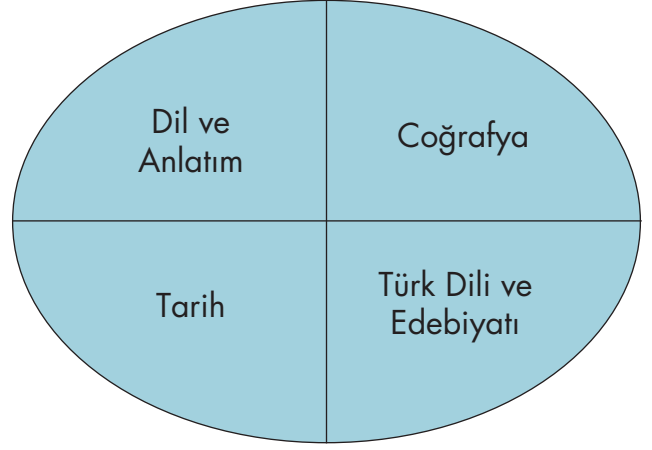 Dil ve
Anlatım
Coğrafya
Tarih
Türk Dili ve
Edebiyatı